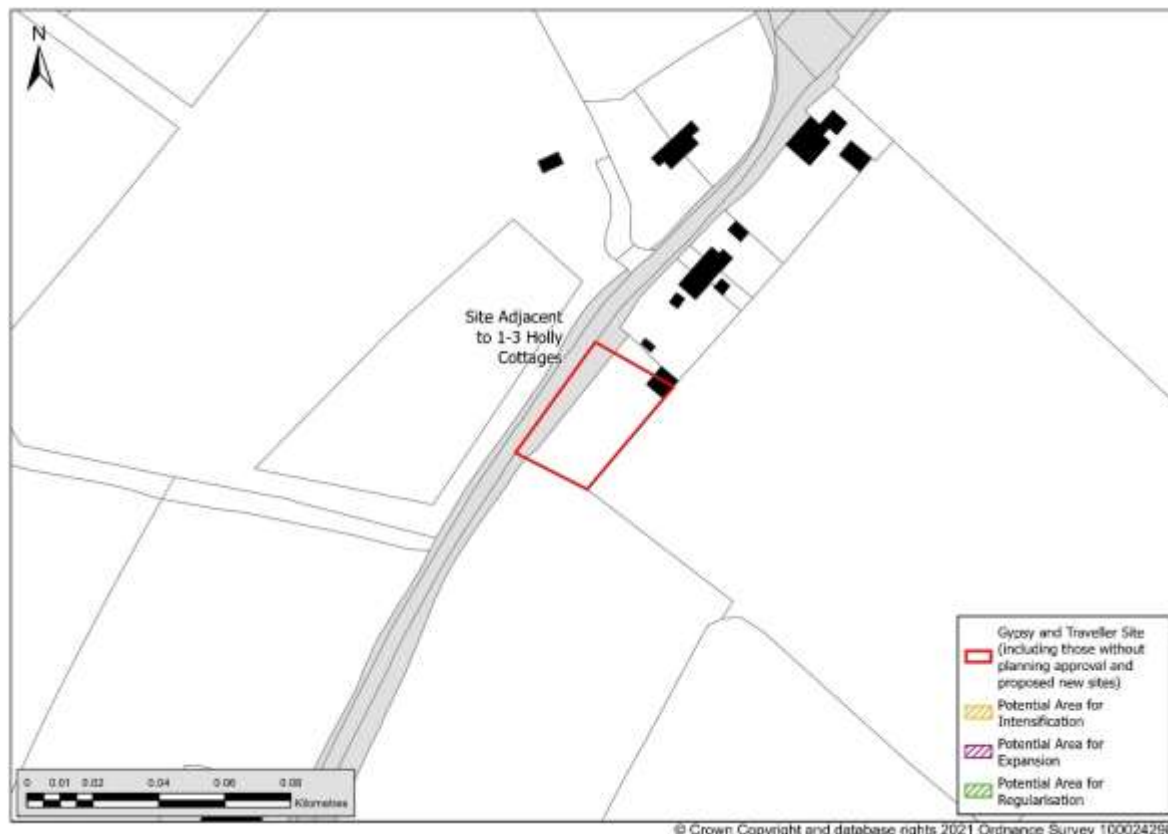 N
Site Adjacent
to 1-3 Holly
Cottages
Gypsy and Traveller Site
(including those without
planning approval and
proposed new sites)
Potential Area for
Intensification
Potential Area for
Expansion
Potential Area for
Regularisation
0 0.01 0.02 0.04 0.06 0.08
Kilometres
© Crown Copyright and database rights 2021 Ordnance Survey 10002439